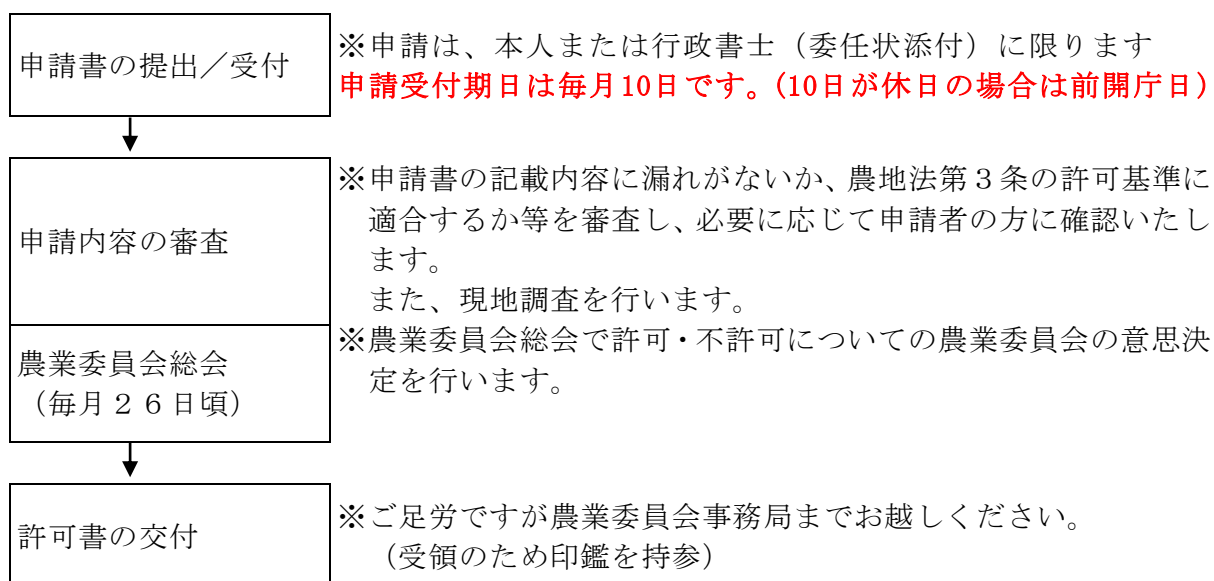 申請書の提出／受付
※申請は、本人または行政書士（委任状添付）に限ります
申請受付期日は毎月10日です。(10日が休日の場合は前開庁日)
申請内容の審査
※申請書の記載内容に漏れがないか、農地法第３条の許可基準に
適合するか等を審査し、必要に応じて申請者の方に確認いたし
ます。
また、現地調査を行います。
農業委員会総会
（毎月２６日頃）
※農業委員会総会で許可・不許可についての農業委員会の意思決
定を行います。
許可書の交付
※ご足労ですが農業委員会事務局までお越しください。
（受領のため印鑑を持参）